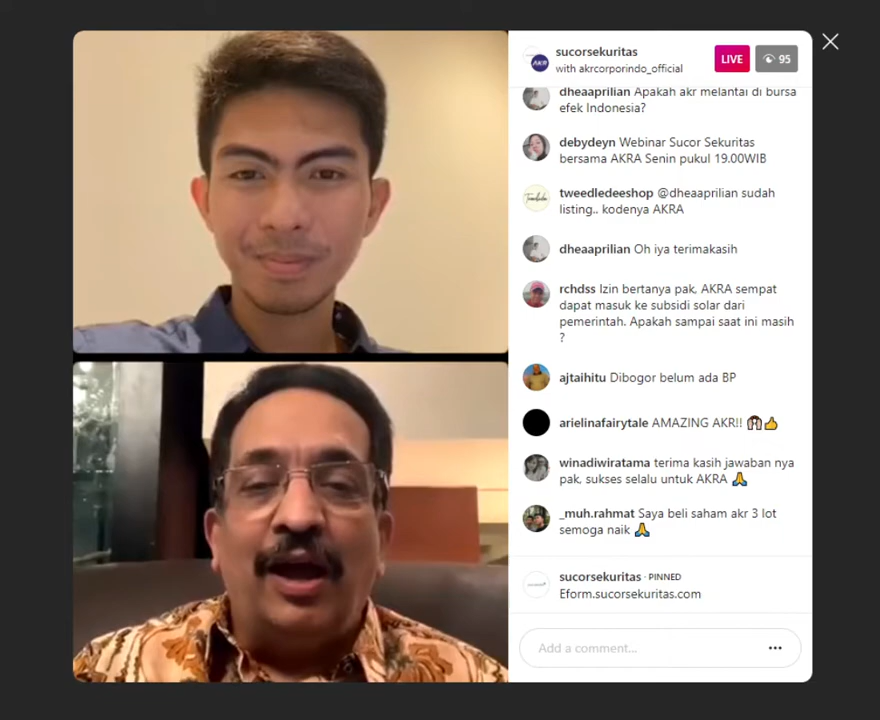 sucorsekuritas
with akrcorporindo_official
LIVE
95
AKR
dheaaprilian Apakah akr melantai di bursa
efek Indonesia?
debydeyn Webinar Sucor Sekuritas
bersama AKRA Senin pukul 19.00WIB
tweedledeeshop @dheaaprilian sudah
listing.. kodenya AKRA
dheaaprilian Oh iya terimakasih
rchdss Izin bertanya pak, AKRA sempat
dapat masuk ke subsidi solar dari
pemerintah. Apakah sampai saat ini masih
?
ajtaihitu Dibogor belum ada BP
arielinafairytale AMAZING AKR!! 🙌👍
winadiwiratama terima kasih jawaban nya
pak, sukses selalu untuk AKRA 🙏
_muh.rahmat Saya beli saham akr 3 lot
semoga naik 🙏
sucorsekuritas · PINNED
Eform.sucorsekuritas.com
Add a comment...